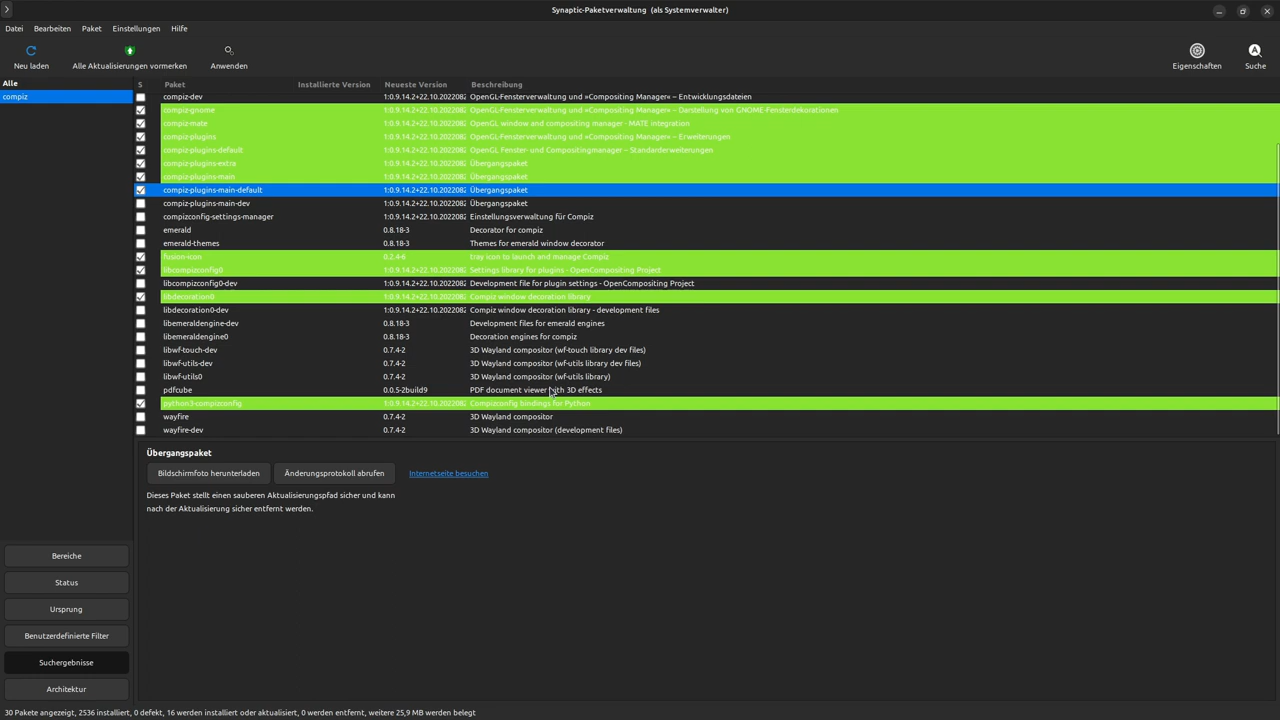 Synaptic-Paketverwaltung (als Systemverwalter)
Datei Bearbeiten Paket Einstellungen Hilfe
Neu laden Alle Aktualisierungen vormerken Anwenden Eigenschaften Suche
Alle
compiz
S Paket Installierte Version Neueste Version Beschreibung
compiz-dev 1:0.9.14.2+22.10.2022082 OpenGL-Fensterverwaltung und »Compositing Manager« – Entwicklungsdateien
compiz-gnome 1:0.9.14.2+22.10.2022082 OpenGL-Fensterverwaltung und »Compositing Manager« – Darstellung von GNOME-Fensterdekorationen
compiz-mate 1:0.9.14.2+22.10.2022082 OpenGL window and compositing manager - MATE integration
compiz-plugins 1:0.9.14.2+22.10.2022082 OpenGL-Fensterverwaltung und »Compositing Manager« – Erweiterungen
compiz-plugins-default 1:0.9.14.2+22.10.2022082 OpenGL Fenster- und Compositingmanager – Standarderweiterungen
compiz-plugins-extra 1:0.9.14.2+22.10.2022082 Übergangspaket
compiz-plugins-main 1:0.9.14.2+22.10.2022082 Übergangspaket
compiz-plugins-main-default 1:0.9.14.2+22.10.2022082 Übergangspaket
compiz-plugins-main-dev 1:0.9.14.2+22.10.2022082 Übergangspaket
compizconfig-settings-manager 1:0.9.14.2+22.10.2022082 Einstellungsverwaltung für Compiz
emerald 0.8.18-3 Decorator for compiz
emerald-themes 0.8.18-3 Themes for emerald window decorator
fusion-icon 0.2.4-6 tray icon to launch and manage Compiz
libcompizconfig0 1:0.9.14.2+22.10.2022082 Settings library for plugins - OpenCompositing Project
libcompizconfig0-dev 1:0.9.14.2+22.10.2022082 Development file for plugin settings - OpenCompositing Project
libdecoration0 1:0.9.14.2+22.10.2022082 Compiz window decoration library
libdecoration0-dev 1:0.9.14.2+22.10.2022082 Compiz window decoration library - development files
libemeraldengine-dev 0.8.18-3 Development files for emerald engines
libemeraldengine0 0.8.18-3 Decoration engines for compiz
libwf-touch-dev 0.7.4-2 3D Wayland compositor (wf-touch library dev files)
libwf-utils-dev 0.7.4-2 3D Wayland compositor (wf-utils library dev files)
libwf-utils0 0.7.4-2 3D Wayland compositor (wf-utils library)
pdfcube 0.0.5-2build9 PDF document viewer with 3D effects
python3-compizconfig 1:0.9.14.2+22.10.2022082 Compizconfig bindings for Python
wayfire 0.7.4-2 3D Wayland compositor
wayfire-dev 0.7.4-2 3D Wayland compositor (development files)
Übergangspaket
Bildschirmfoto herunterladen Änderungsprotokoll abrufen Internetseite besuchen
Dieses Paket stellt einen sauberen Aktualisierungspfad sicher und kann
nach der Aktualisierung sicher entfernt werden.
Bereiche
Status
Ursprung
Benutzerdefinierte Filter
Suchergebnisse
Architektur
30 Pakete angezeigt, 2536 installiert, 0 defekt, 16 werden installiert oder aktualisiert, 0 werden entfernt, weitere 25,9 MB werden belegt